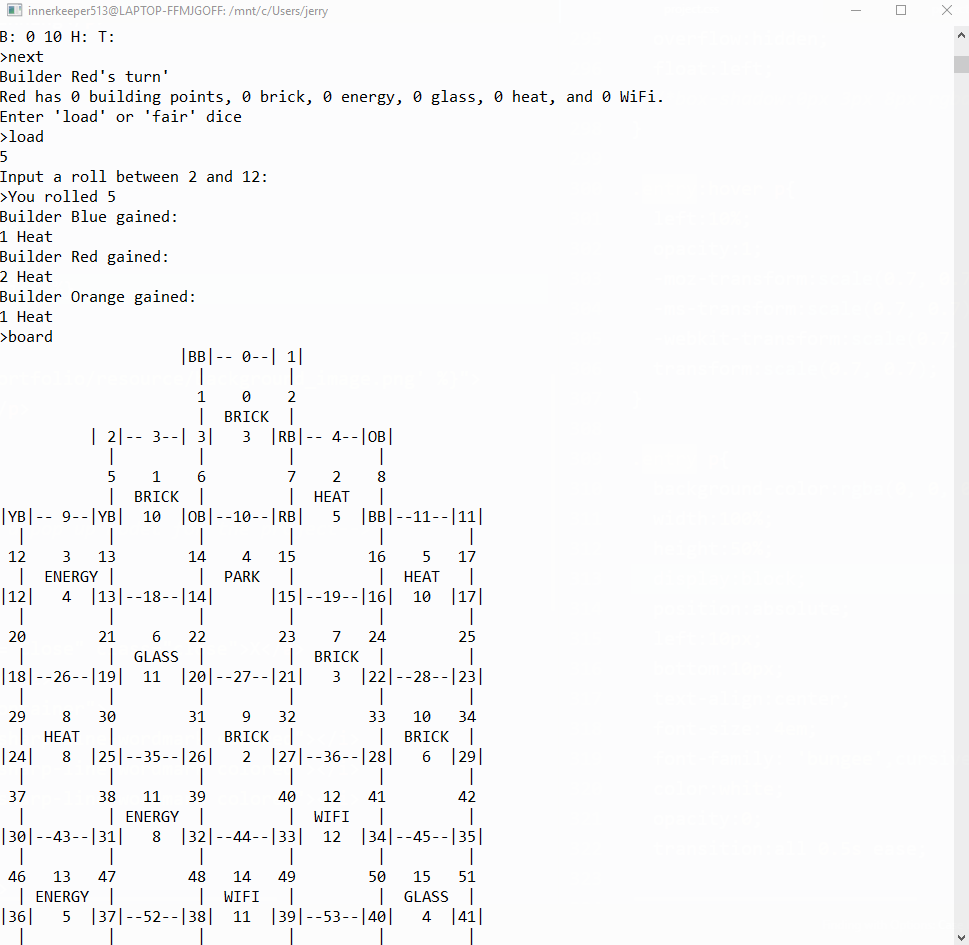 innerkeeper513@LAPTOP-FFMJGOFF: /mnt/c/Users/jerry
B: 0 10 H: T:
>next
Builder Red's turn'
Red has 0 building points, 0 brick, 0 energy, 0 glass, 0 heat, and 0 WiFi.
Enter 'load' or 'fair' dice
>load
5
Input a roll between 2 and 12:
>You rolled 5
Builder Blue gained:
1 Heat
Builder Red gained:
2 Heat
Builder Orange gained:
1 Heat
>board
                    |BB|-- 0--| 1|
                      |         |
                      1    0    2
                      |  BRICK  |
          | 2|-- 3--| 3|   3  |RB|-- 4--|OB|
            |         |         |         |
            5    1    6         7    2    8
            |  BRICK  |         |  HEAT   |
|YB|-- 9--|YB|  10  |OB|--10--|RB|   5  |BB|--11--|11|
  |         |         |         |         |         |
 12    3   13        14    4   15        16    5   17
  |  ENERGY |         |  PARK   |         |  HEAT   |
|12|   4  |13|--18--|14|      |15|--19--|16|  10  |17|
  |         |         |         |         |         |
 20        21    6   22        23    7   24        25
  |         |  GLASS  |         |  BRICK  |         |
|18|--26--|19|  11  |20|--27--|21|   3  |22|--28--|23|
  |         |         |         |         |         |
 29    8   30        31    9   32        33   10   34
  |  HEAT   |         |  BRICK  |         |  BRICK  |
|24|   8  |25|--35--|26|   2  |27|--36--|28|   6  |29|
  |         |         |         |         |         |
 37        38   11   39        40   12   41        42
  |         | ENERGY  |         |  WIFI   |         |
|30|--43--|31|   8  |32|--44--|33|  12  |34|--45--|35|
  |         |         |         |         |         |
 46   13   47        48   14   49        50   15   51
  | ENERGY  |         |  WIFI   |         |  GLASS  |
|36|   5  |37|--52--|38|  11  |39|--53--|40|   4  |41|
  |         |         |         |         |         |